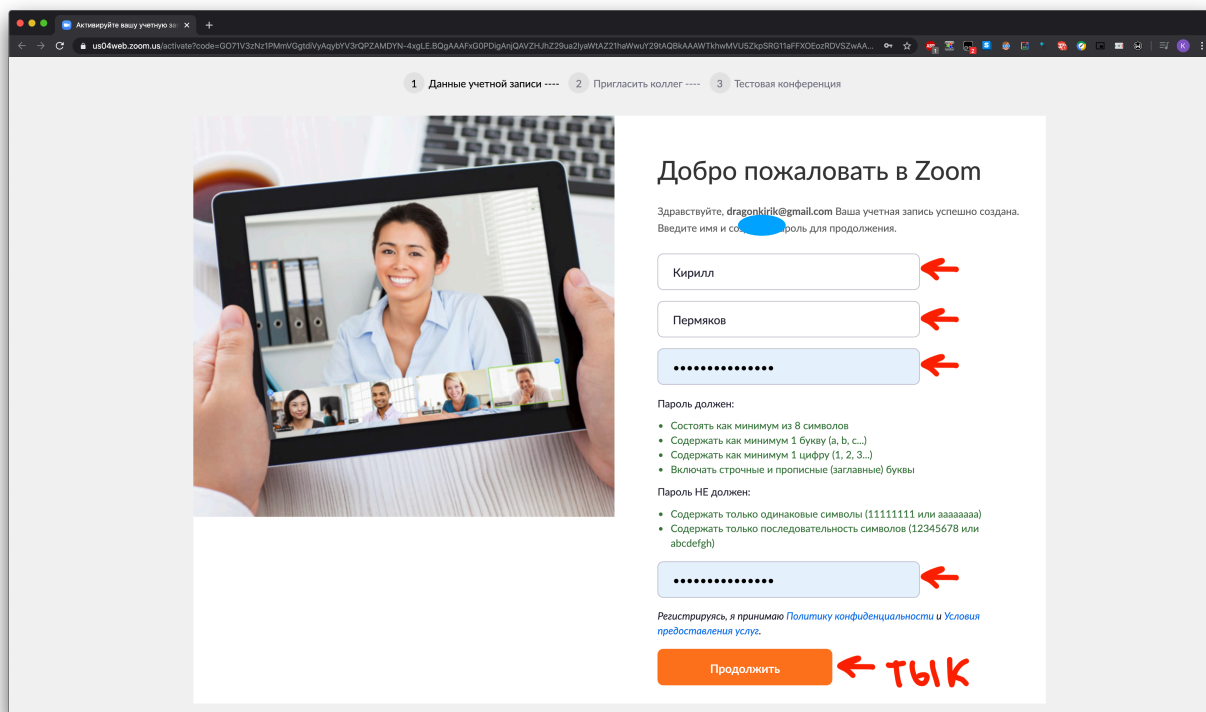 Активируйте вашу учетную за
us04web.zoom.us/activate?code=GO71V3zNz1PMmVGgtdiVyAqybYV3rQPZAMDYN-4xgLE.BQgAAAFxG0PDigAnjQAVZHJhZ29ua2lyaWtAZ21haWwuY29tAQBkAAAWTkhwMVU5ZkpSRG11aFFXOEozRDVSZwAA...
1 Данные учетной записи ---- 2 Пригласить коллег ---- 3 Тестовая конференция
Добро пожаловать в Zoom
Здравствуйте, dragonkirik@gmail.com Ваша учетная запись успешно создана.
Введите имя и для продолжения.
Кирилл
Пермяков
•••••••••••••••
Пароль должен:
• Состоять как минимум из 8 символов
• Содержать как минимум 1 букву (a, b, c...)
• Содержать как минимум 1 цифру (1, 2, 3...)
• Включать строчные и прописные (заглавные) буквы
Пароль НЕ должен:
• Содержать только одинаковые символы (11111111 или aaaaaaaa)
• Содержать только последовательность символов (12345678 или
abcdefgh)
•••••••••••••••
Регистрируясь, я принимаю Политику конфиденциальности и Условия
предоставления услуг.
Продолжить ТЫК